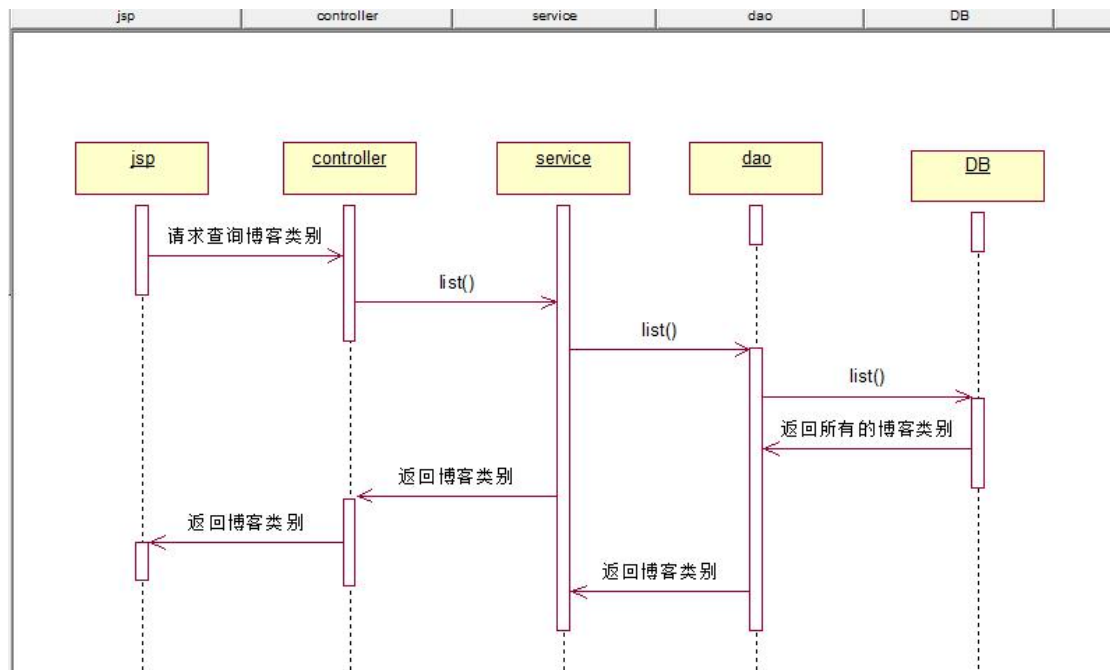 jsp
controller
service
dao
DB
jsp
controller
service
dao
DB
请求查询博客类别
list()
list()
list()
返回所有的博客类别
返回博客类别
返回博客类别
返回博客类别